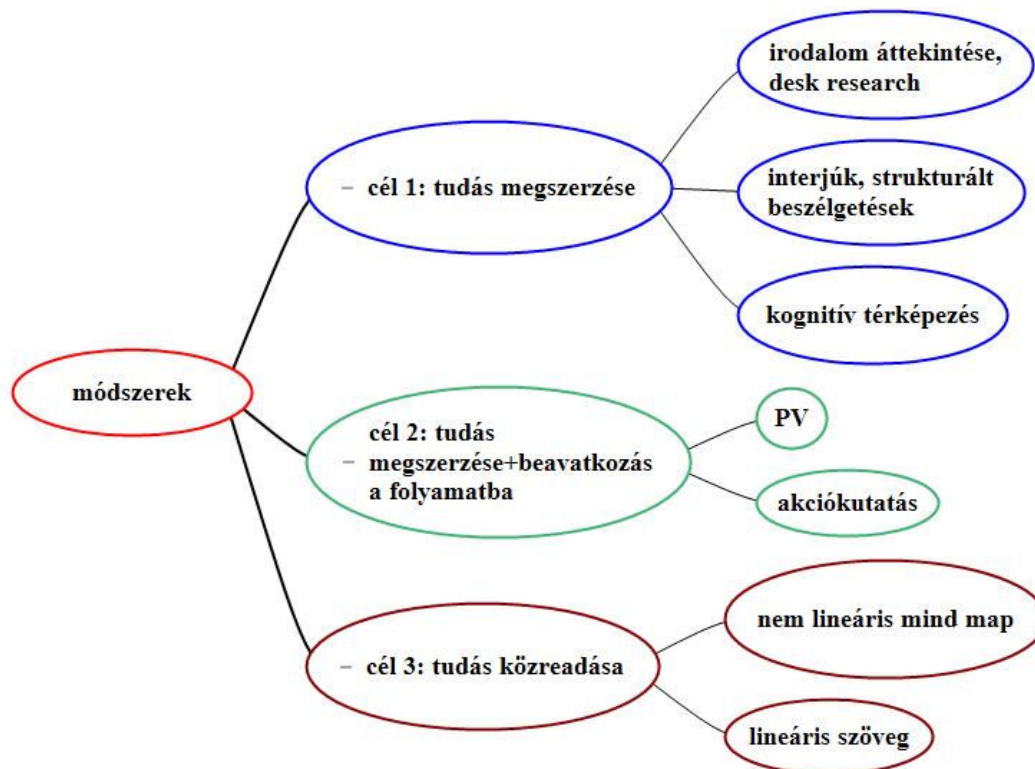 módszerek
– cél 1: tudás megszerzése
irodalom áttekintése,
desk research
interjúk, strukturált
beszélgetések
kognitív térképezés
cél 2: tudás
– megszerzése+beavatkozás
a folyamatba
PV
akciókutatás
– cél 3: tudás közreadása
nem lineáris mind map
lineáris szöveg